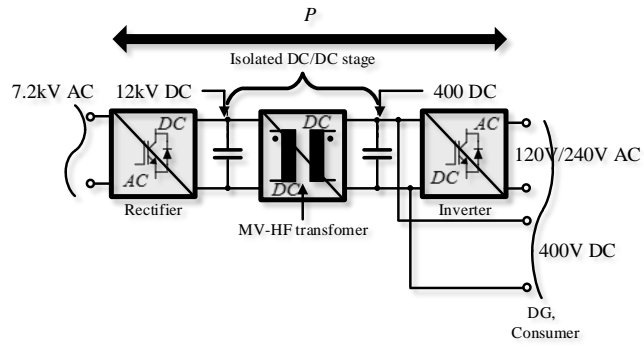 P
Isolated DC/DC stage
7.2kV AC
12kV DC
400 DC
DC
AC
Rectifier
DC
DC
MV-HF transfomer
AC
DC
Inverter
120V/240V AC
400V DC
DG,
Consumer